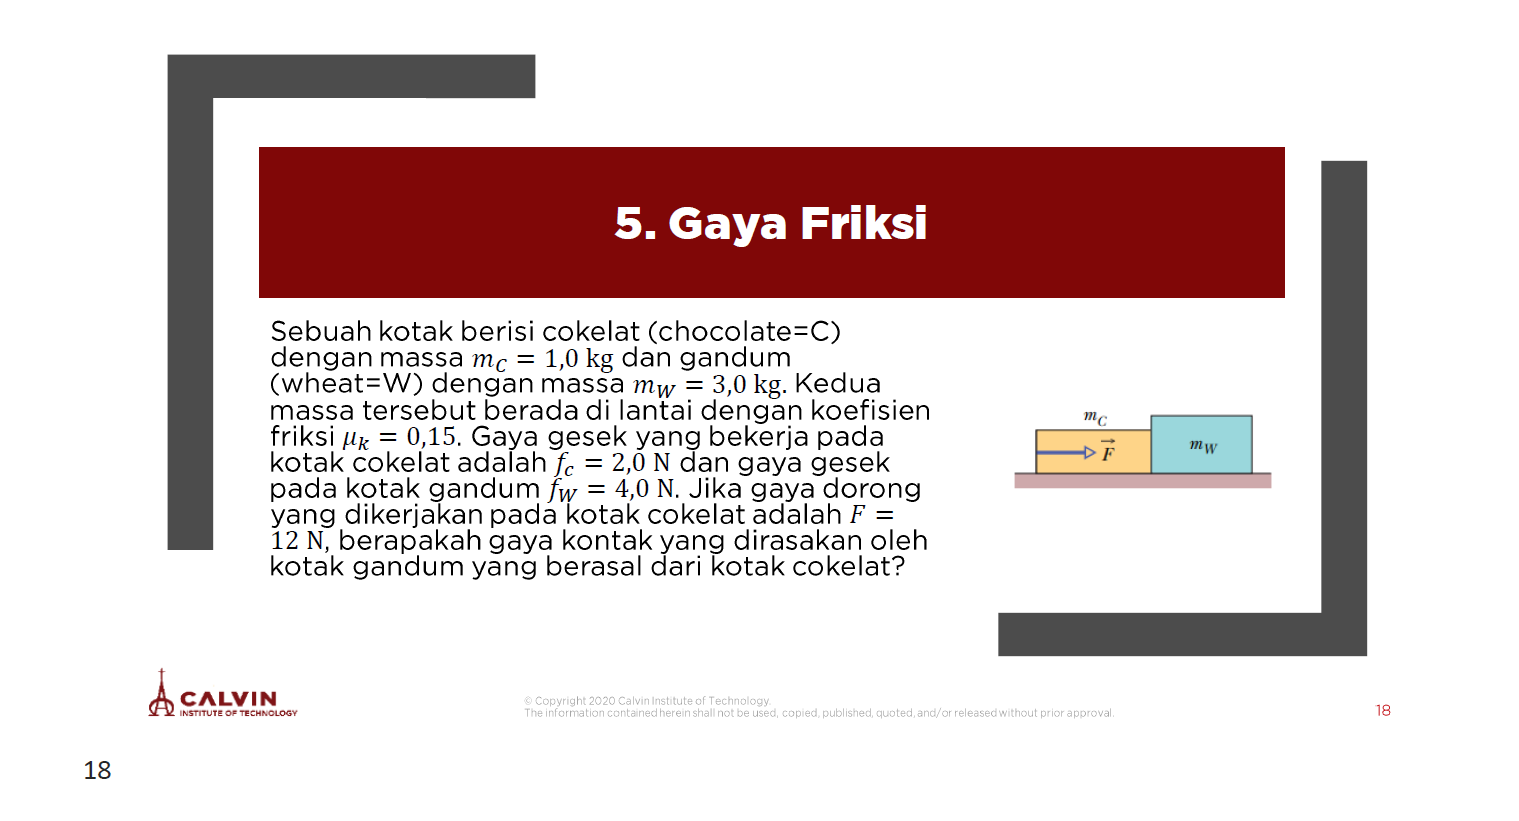 5. Gaya Friksi
Sebuah kotak berisi cokelat (chocolate=C)
dengan massa m_C = 1,0 kg dan gandum
(wheat=W) dengan massa m_W = 3,0 kg. Kedua
massa tersebut berada di lantai dengan koefisien
friksi μ_k = 0,15. Gaya gesek yang bekerja pada
kotak cokelat adalah f_c = 2,0 N dan gaya gesek
pada kotak gandum f_W = 4,0 N. Jika gaya dorong
yang dikerjakan pada kotak cokelat adalah F =
12 N, berapakah gaya kontak yang dirasakan oleh
kotak gandum yang berasal dari kotak cokelat?
m_C
F⃗
m_W
CALVIN
INSTITUTE OF TECHNOLOGY
© Copyright 2020 Calvin Institute of Technology.
The information contained herein shall not be used, copied, published, quoted, and/or released without prior approval.
18
18